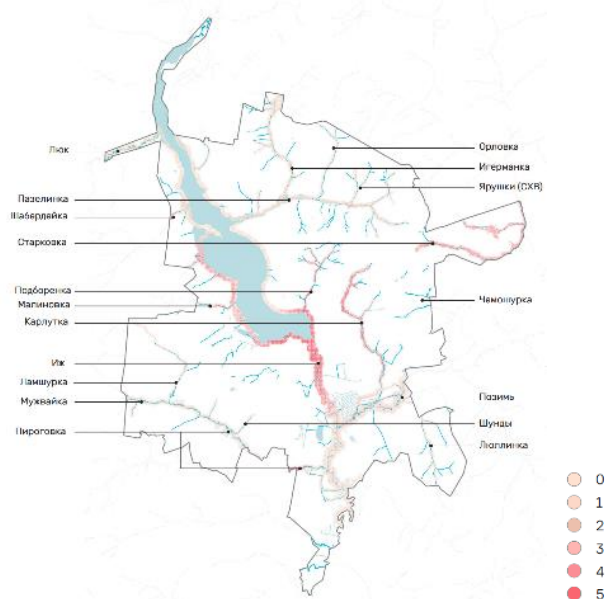 Люк
Пазелинка
Шабердейка
Старковка
Подборенка
Малиновка
Карлутка
Иж
Ламшурка
Мужвайка
Пироговка
Орловка
Игерманка
Ярушки (СХВ)
Чемошурка
Позимь
Шунды
Люллинка
0
1
2
3
4
5